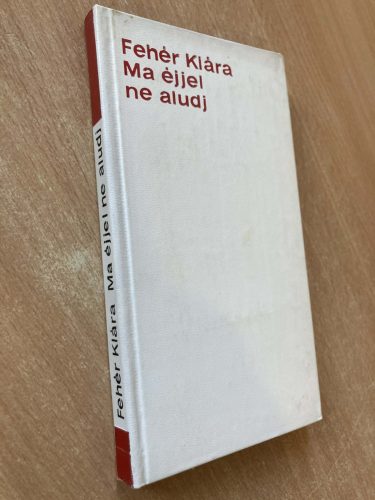 Fehér Klára
Ma éjjel
ne aludj
Fehér Klára Ma éjjel ne aludj